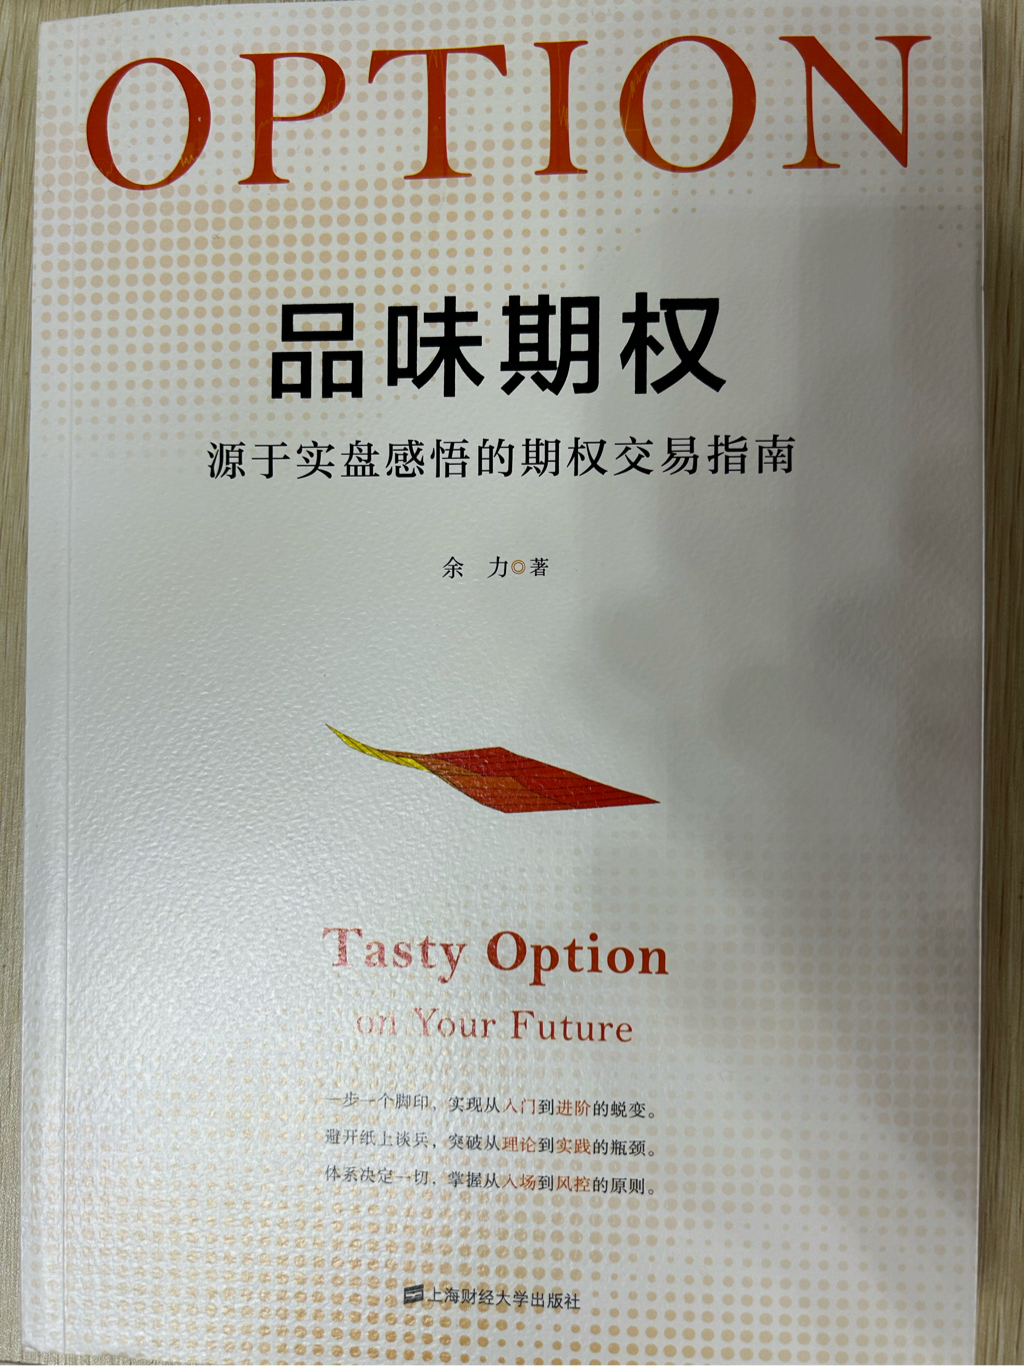 OPTION
品味期权
源于实盘感悟的期权交易指南
余 力◎著
Tasty Option
on Your Future
一步一个脚印，实现从入门到进阶的蜕变。
避开纸上谈兵，突破从理论到实践的瓶颈。
体系决定一切，掌握从入场到风控的原则。
上海财经大学出版社